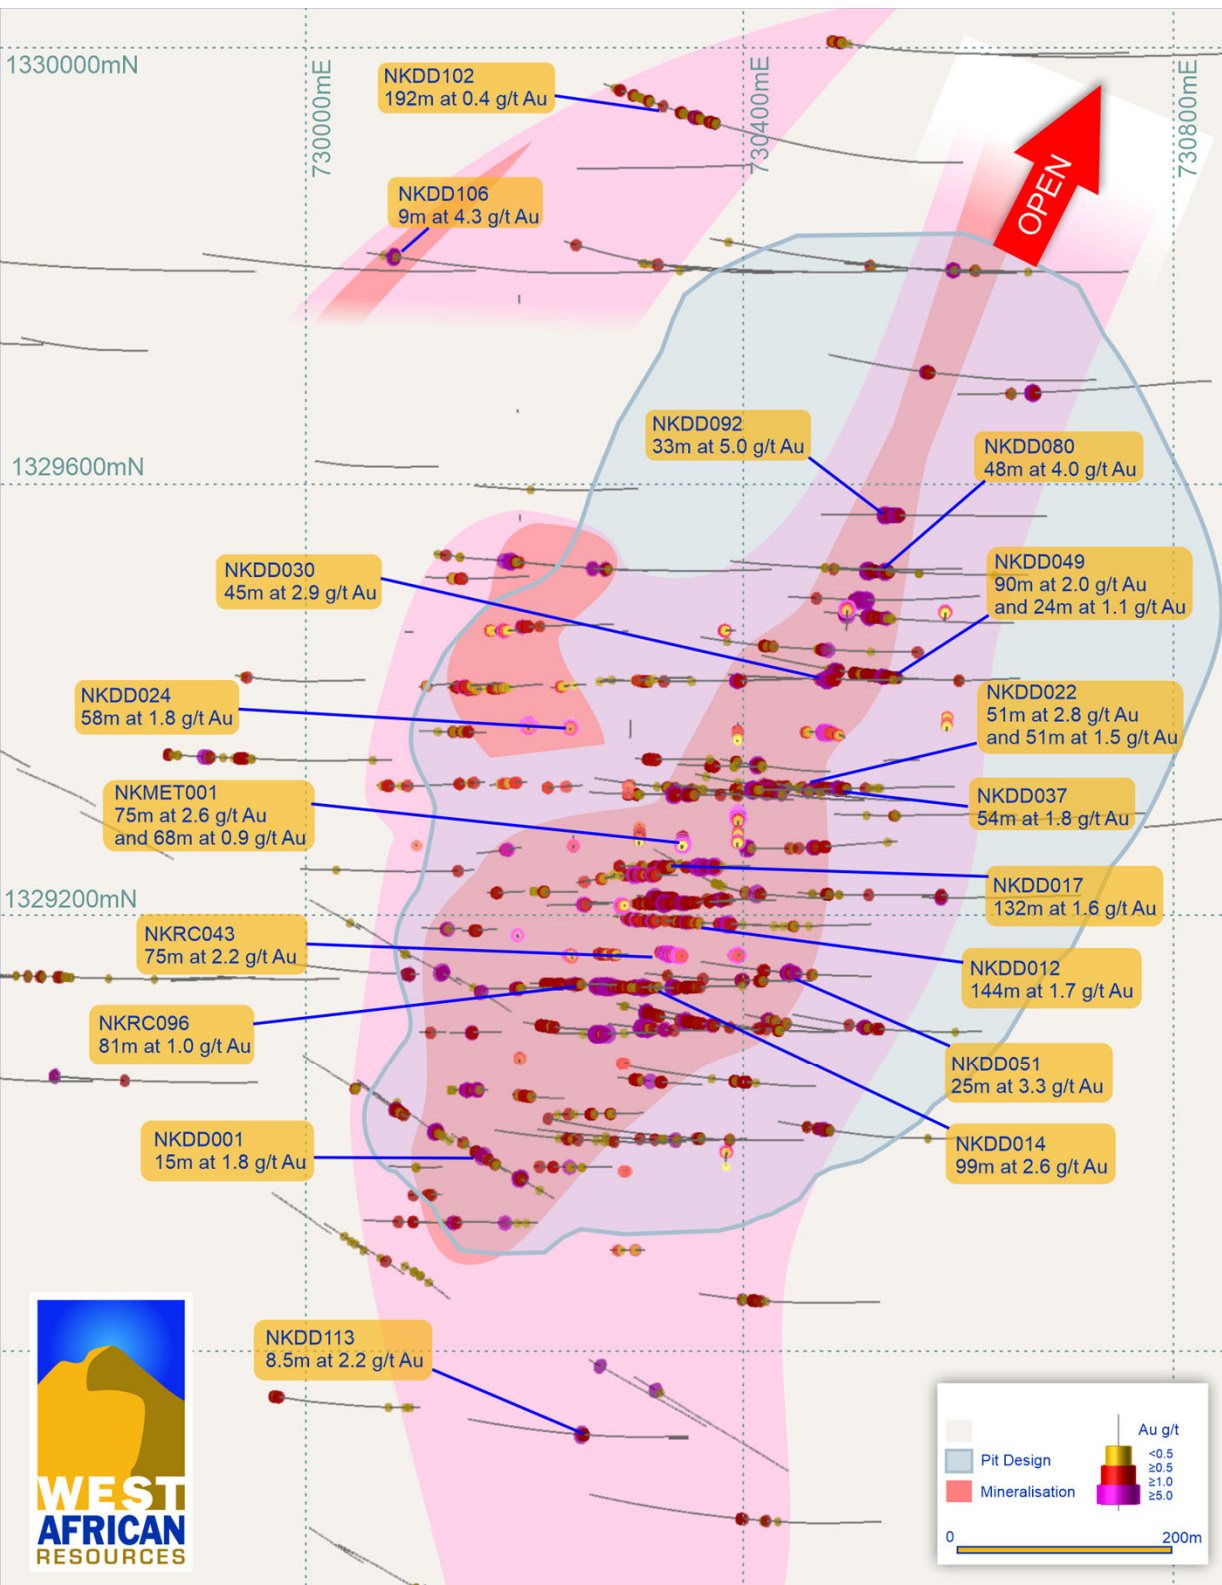 1330000mN
730000mE
730400mE
730800mE
NKDD102
192m at 0.4 g/t Au
OPEN
NKDD106
9m at 4.3 g/t Au
NKDD092
33m at 5.0 g/t Au
1329600mN
NKDD080
48m at 4.0 g/t Au
NKDD030
45m at 2.9 g/t Au
NKDD049
90m at 2.0 g/t Au
and 24m at 1.1 g/t Au
NKDD024
58m at 1.8 g/t Au
NKDD022
51m at 2.8 g/t Au
and 51m at 1.5 g/t Au
NKMET001
75m at 2.6 g/t Au
and 68m at 0.9 g/t Au
NKDD037
54m at 1.8 g/t Au
1329200mN
NKDD017
132m at 1.6 g/t Au
NKRC043
75m at 2.2 g/t Au
NKDD012
144m at 1.7 g/t Au
NKRC096
81m at 1.0 g/t Au
NKDD051
25m at 3.3 g/t Au
NKDD001
15m at 1.8 g/t Au
NKDD014
99m at 2.6 g/t Au
NKDD113
8.5m at 2.2 g/t Au
WEST
AFRICAN
RESOURCES
Au g/t
<0.5
≥0.5
≥1.0
≥5.0
Pit Design
Mineralisation
0 200m